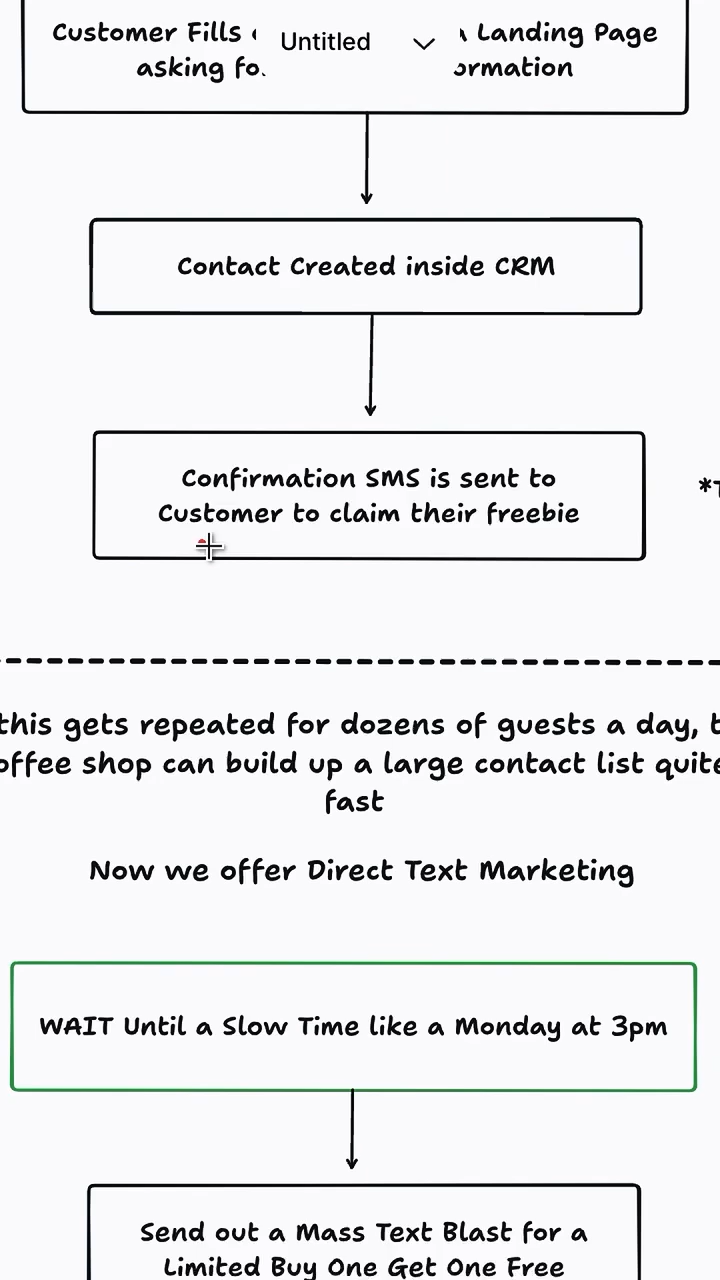 Customer Fills Landing Page
Untitled
asking
Contact Created inside CRM
Confirmation SMS is sent to
Customer to claim their freebie
this gets repeated for dozens of guests a day,
shop can build up a large contact list
fast
Now we offer Direct Text Marketing
WAIT Until a Slow Time like a Monday at 3pm
Send out a Mass Text Blast for a
Limited Buy One Get One Free